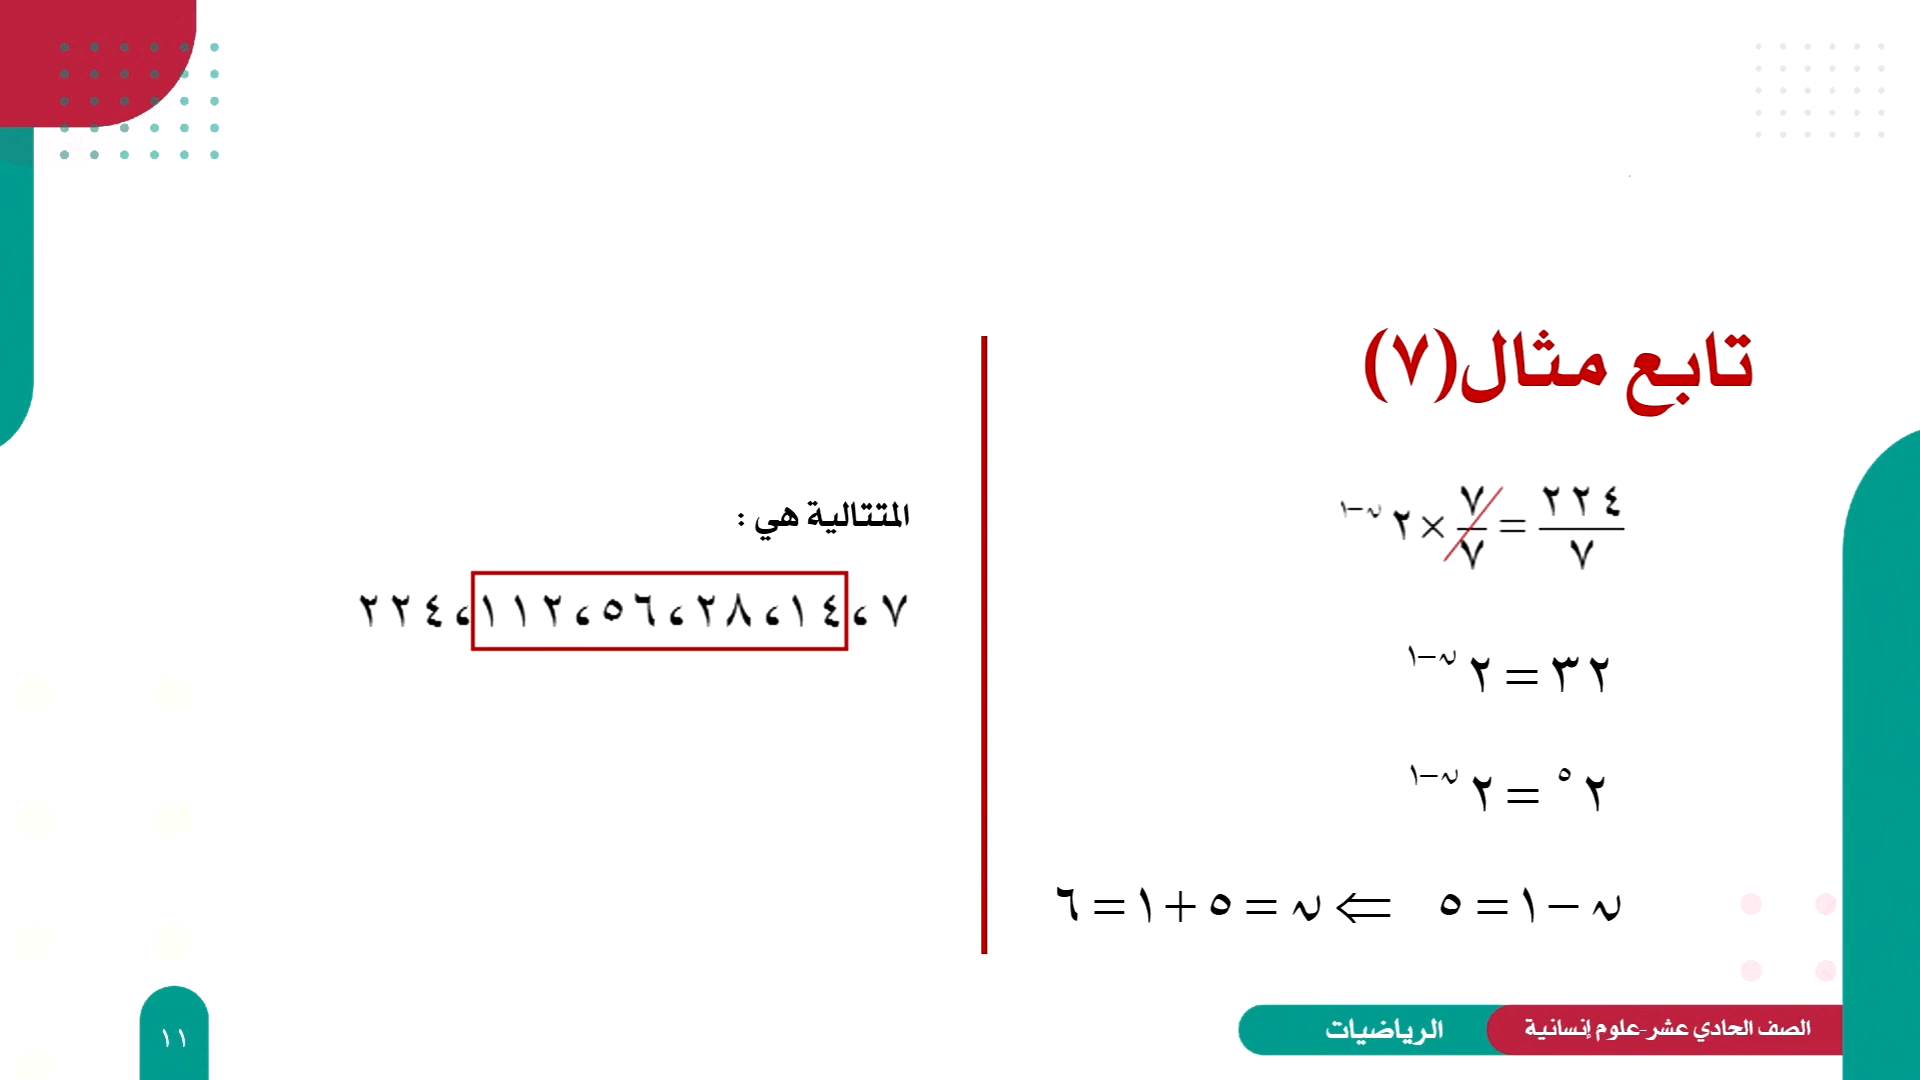 تابع مثال(٧)
٢٢٤/٧ = ٧/٧ × ٢^(ن−١)
٣٢ = ٢^(ن−١)
٢^٥ = ٢^(ن−١)
ن − ١ = ٥ ⇐ ن = ٥ + ١ = ٦
المتتالية هي :
٧ ، ١٤ ، ٢٨ ، ٥٦ ، ١١٢ ، ٢٢٤
الصف الحادي عشر-علوم إنسانية
الرياضيات
١١